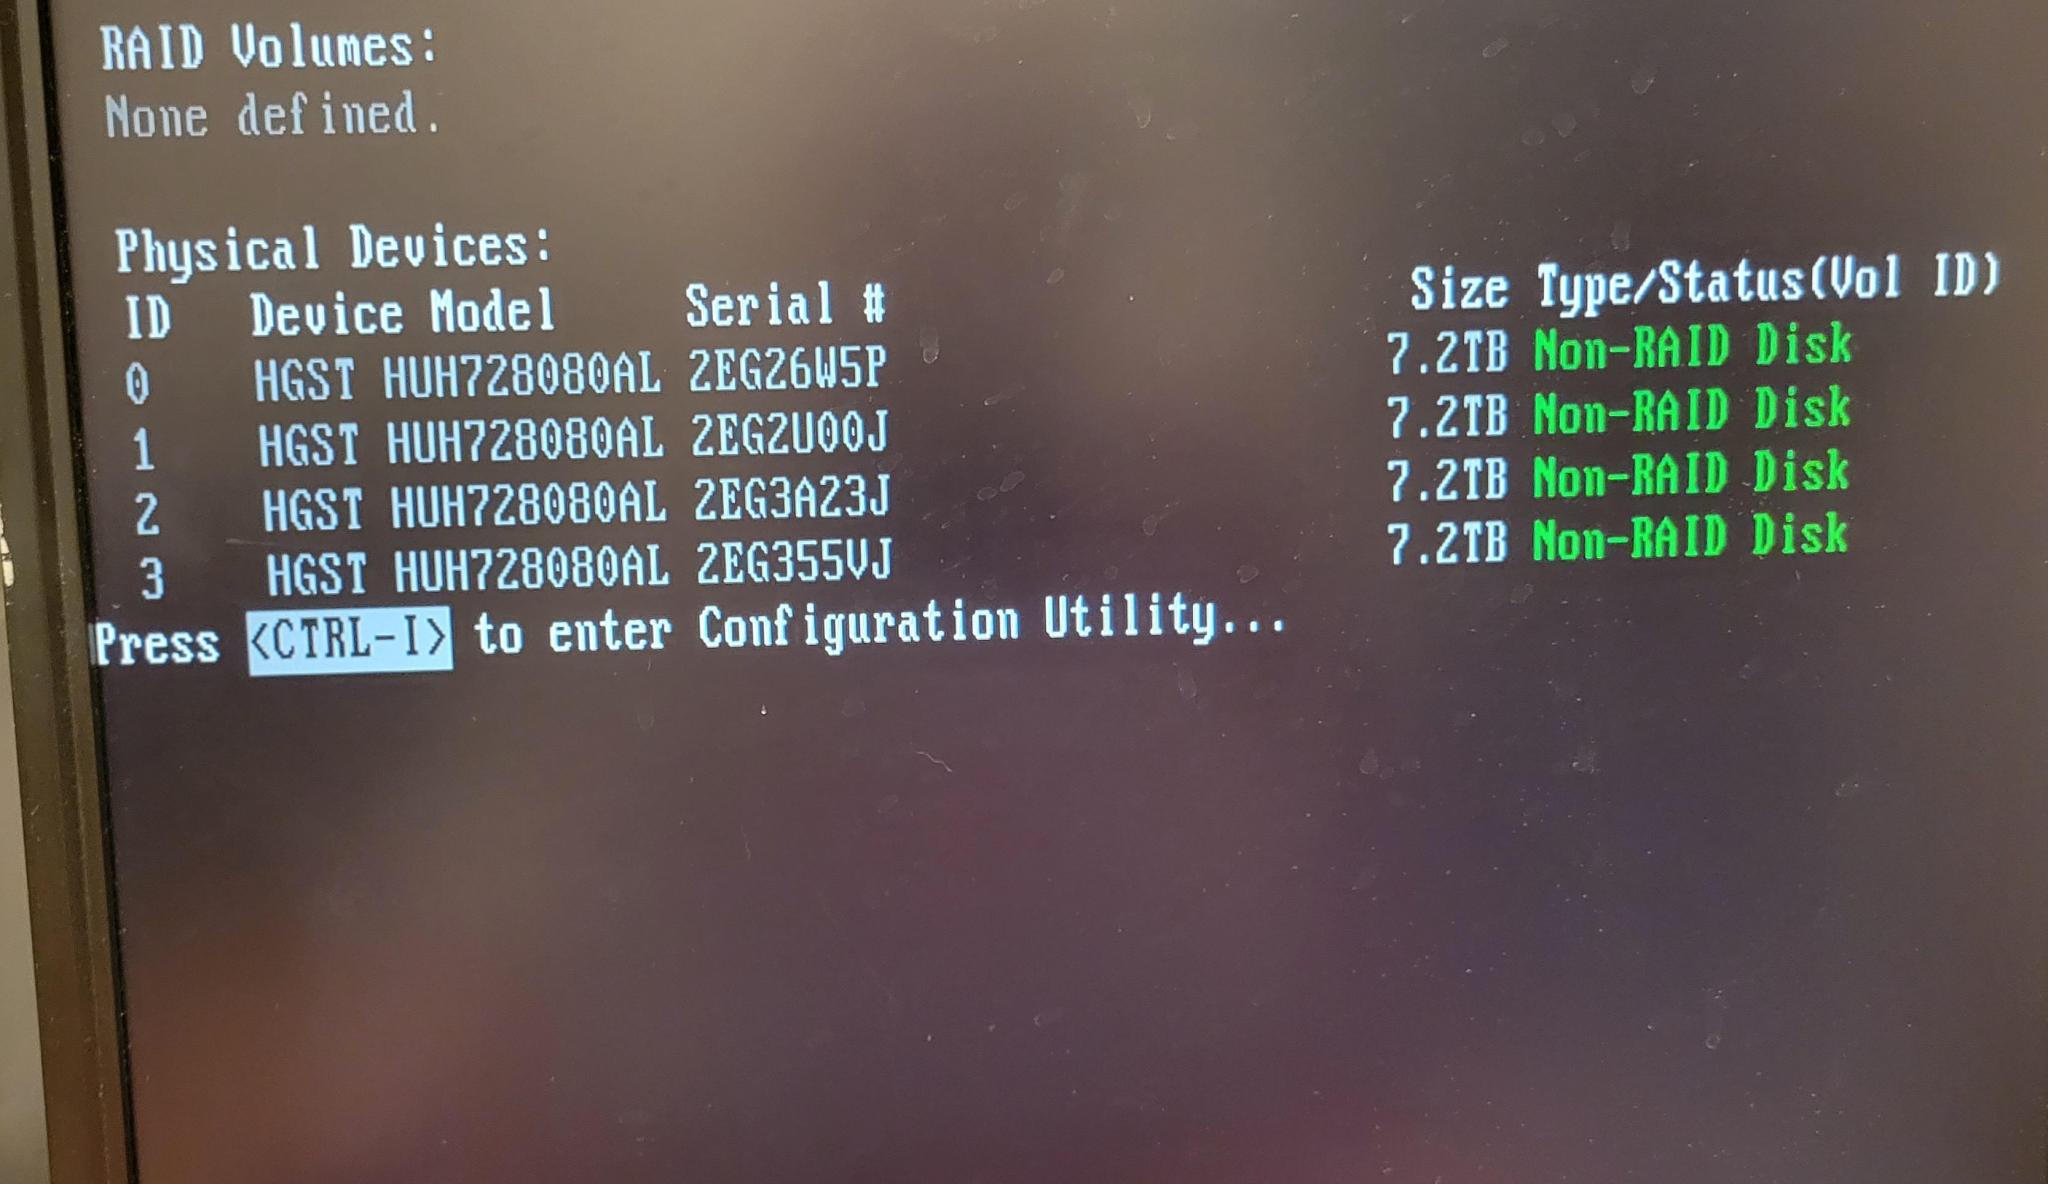 RAID Volumes:
None defined.
Physical Devices:
ID Device Model Serial # Size Type/Status(Vol ID)
0 HGST HUH728080AL 2EG26W5P 7.2TB Non-RAID Disk
1 HGST HUH728080AL 2EG2U00J 7.2TB Non-RAID Disk
2 HGST HUH728080AL 2EG3A23J 7.2TB Non-RAID Disk
3 HGST HUH728080AL 2EG355VJ 7.2TB Non-RAID Disk
Press <CTRL-I> to enter Configuration Utility...